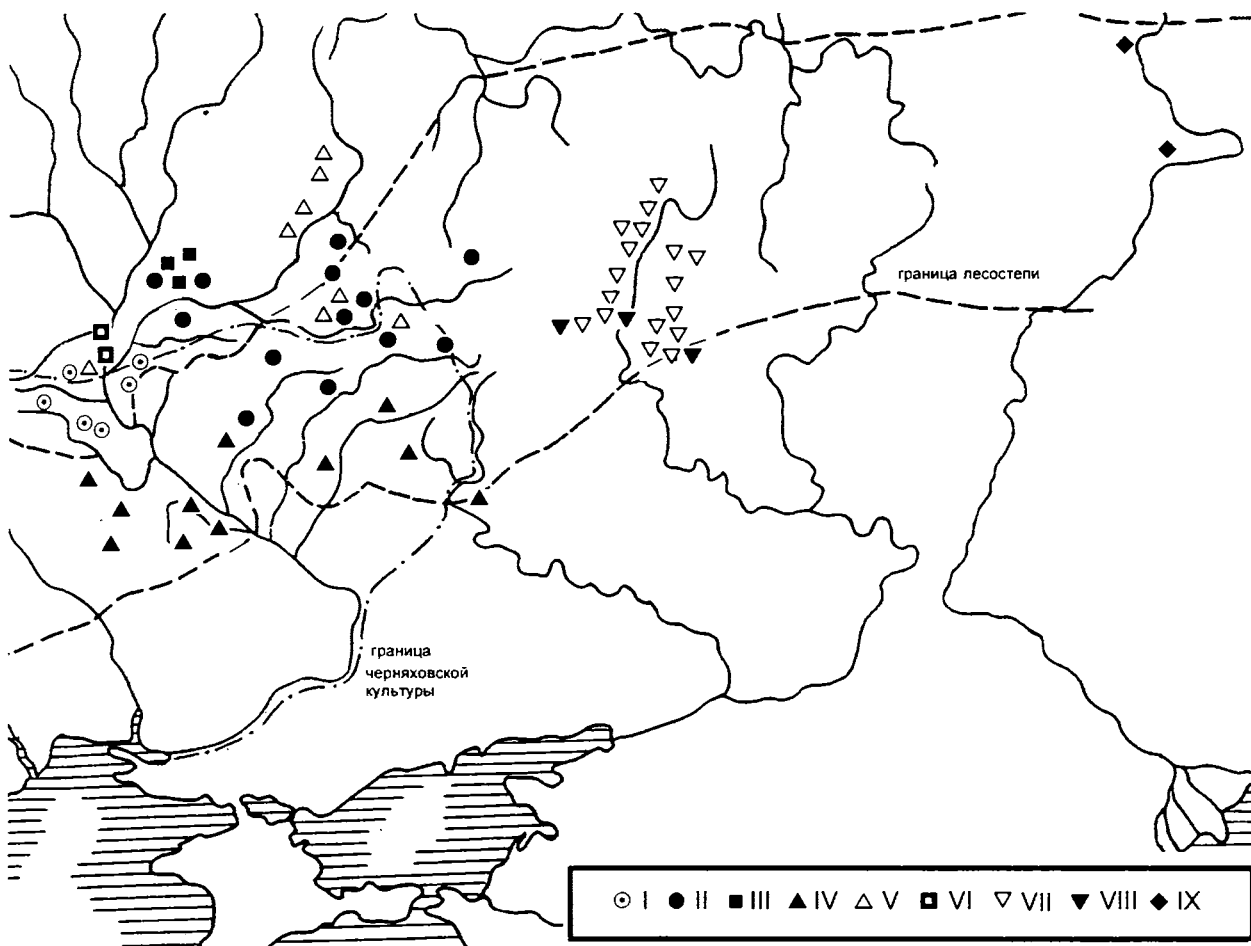 граница лесостепи
граница
черняховской
культуры
I II III IV V VI VII VIII IX